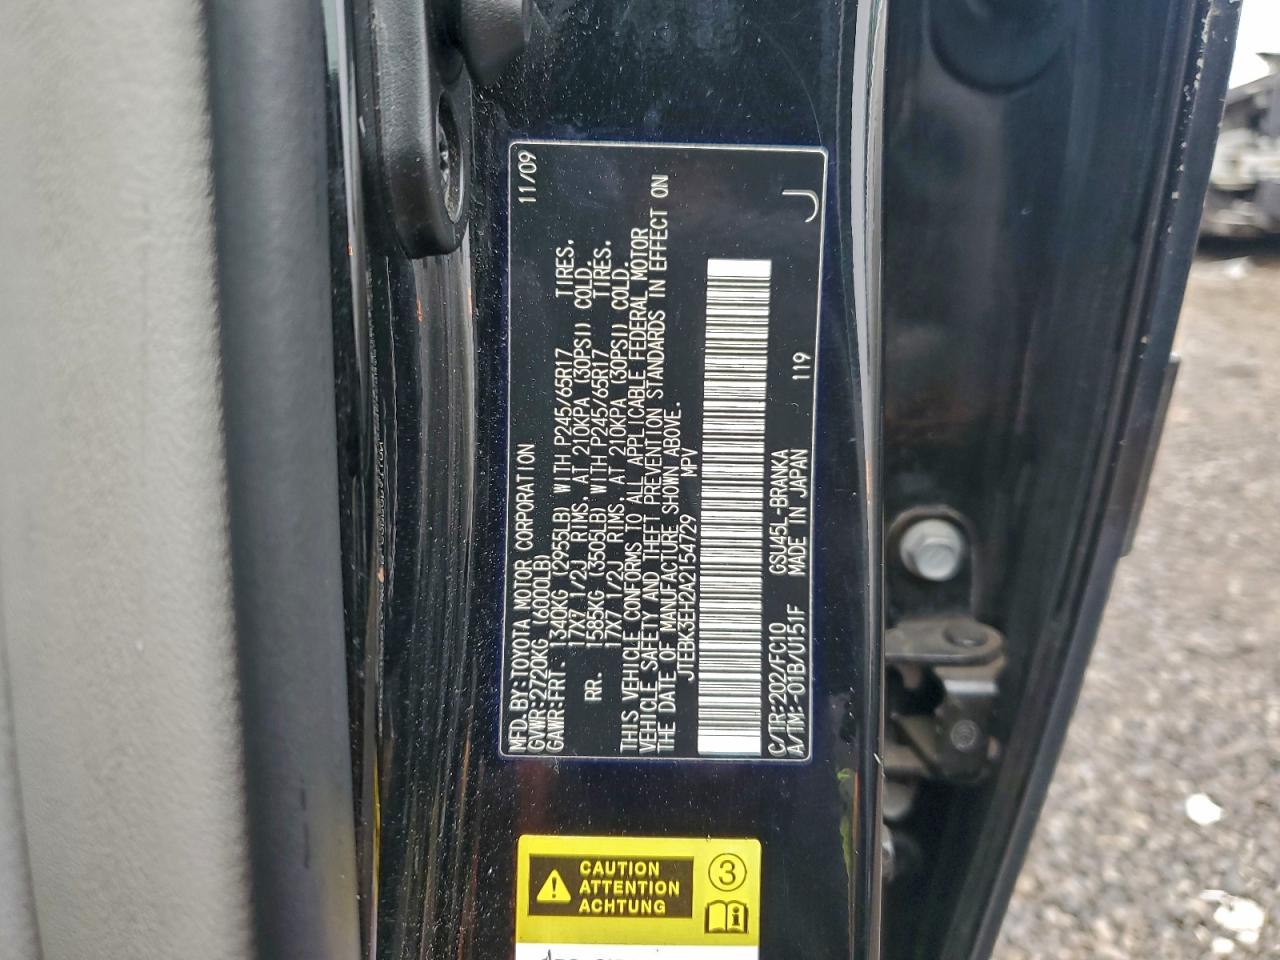 MFD.BY:TOYOTA MOTOR CORPORATION 11/09
GVWR:2720KG (6000LB)
GAWR:FRT. 1340KG (2955LB) WITH P245/65R17 TIRES.
17X7 1/2J RIMS, AT 210KPA (30PSI) COLD.
RR. 1585KG (3505LB) WITH P245/65R17 TIRES.
17X7 1/2J RIMS, AT 210KPA (30PSI) COLD.
THIS VEHICLE CONFORMS TO ALL APPLICABLE FEDERAL MOTOR
VEHICLE SAFETY AND THEFT PREVENTION STANDARDS IN EFFECT ON
THE DATE OF MANUFACTURE SHOWN ABOVE.
JTEBK3EH2A2154729 MPV
C/TR:202/FC10 GSU45L-BRANKA
A/TM:-01B/U151F MADE IN JAPAN 119
J
CAUTION
ATTENTION
ACHTUNG
3